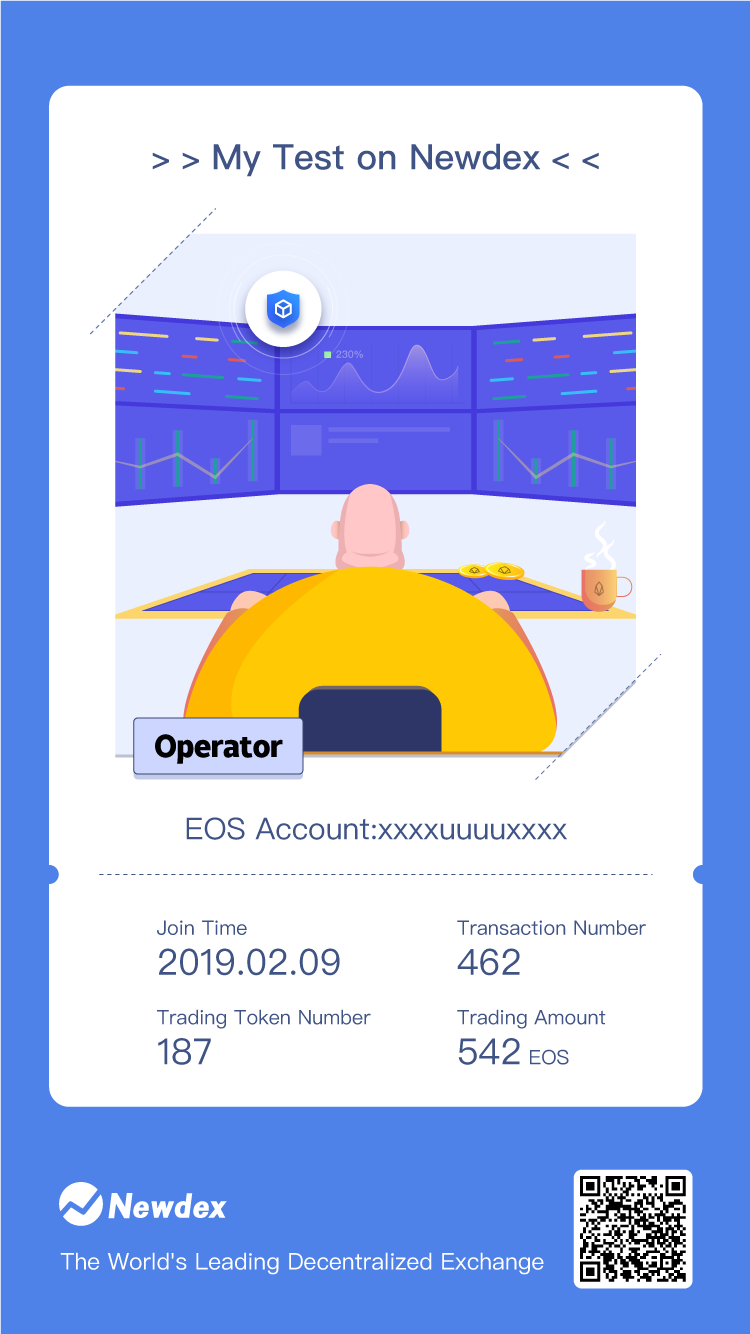 > > My Test on Newdex < <
230%
Operator
EOS Account:xxxxuuuuxxxx
Join Time
2019.02.09
Transaction Number
462
Trading Token Number
187
Trading Amount
542 EOS
Newdex
The World's Leading Decentralized Exchange